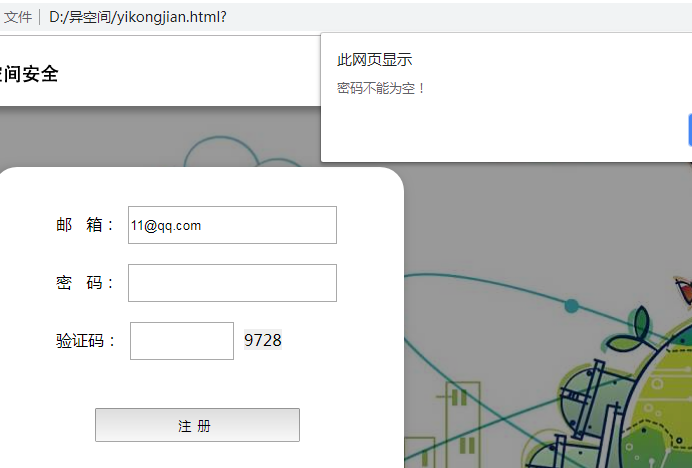 文件 D:/异空间/yikongjian.html?
此网页显示
密码不能为空！
间安全
邮 箱： 11@qq.com
密 码：
验证码： 9728
注 册